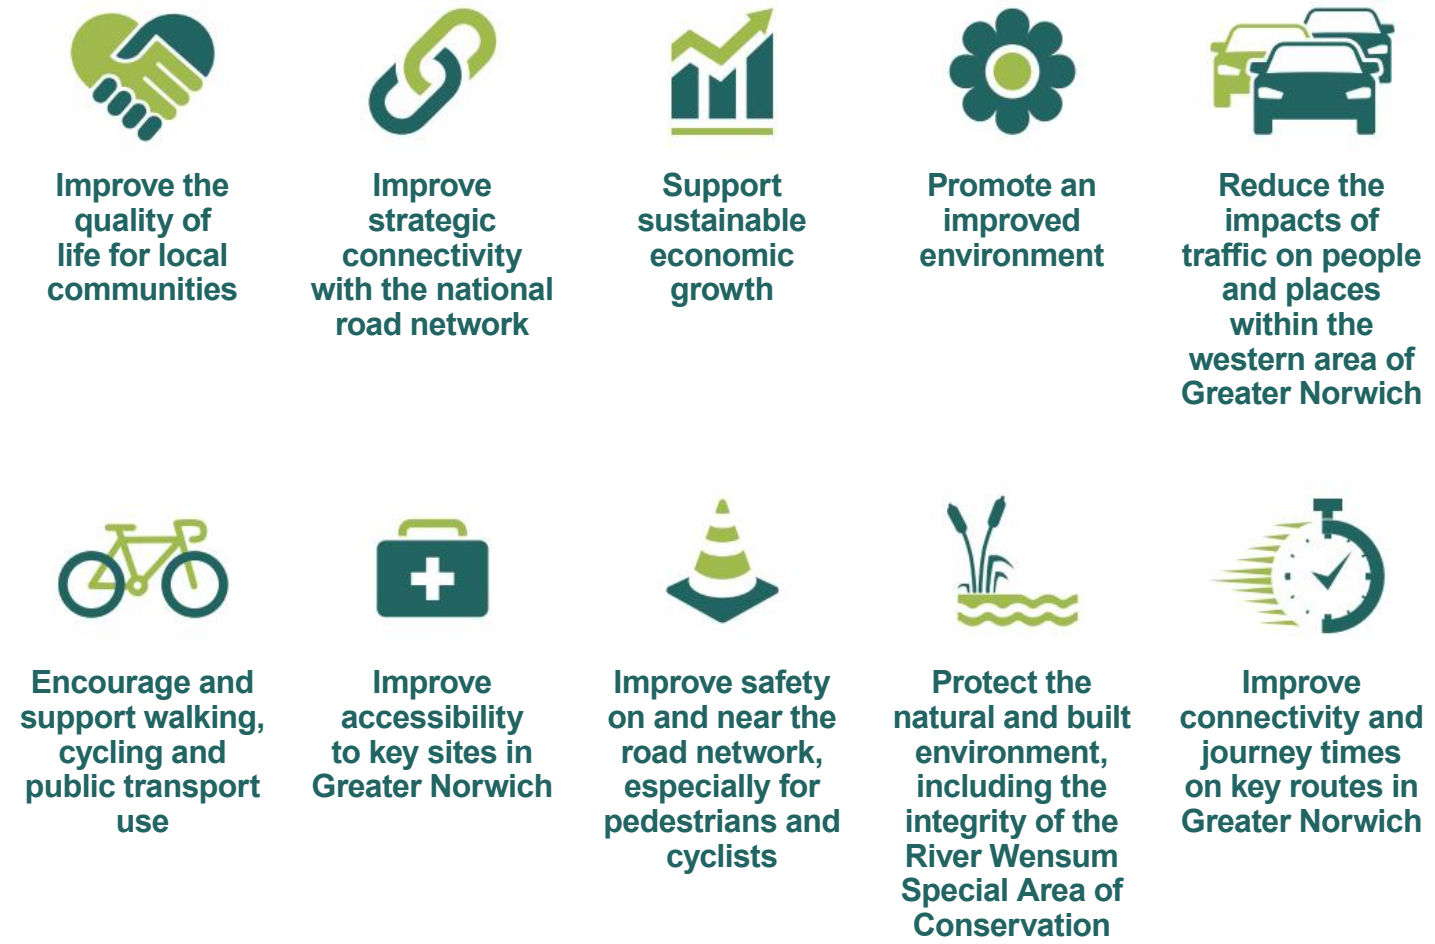 Improve the
quality of
life for local
communities
Improve
strategic
connectivity
with the national
road network
Support
sustainable
economic
growth
Promote an
improved
environment
Reduce the
impacts of
traffic on people
and places
within the
western area of
Greater Norwich
Encourage and
support walking,
cycling and
public transport
use
Improve
accessibility
to key sites in
Greater Norwich
Improve safety
on and near the
road network,
especially for
pedestrians and
cyclists
Protect the
natural and built
environment,
including the
integrity of the
River Wensum
Special Area of
Conservation
Improve
connectivity and
journey times
on key routes in
Greater Norwich